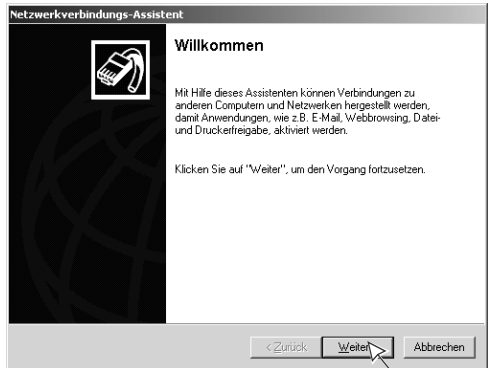 Netzwerkverbindungs-Assistent
Willkommen
Mit Hilfe dieses Assistenten können Verbindungen zu
anderen Computern und Netzwerken hergestellt werden,
damit Anwendungen, wie z.B. E-Mail, Webbrowsing, Datei-
und Druckerfreigabe, aktiviert werden.
Klicken Sie auf "Weiter", um den Vorgang fortzusetzen.
< Zurück Weiter Abbrechen